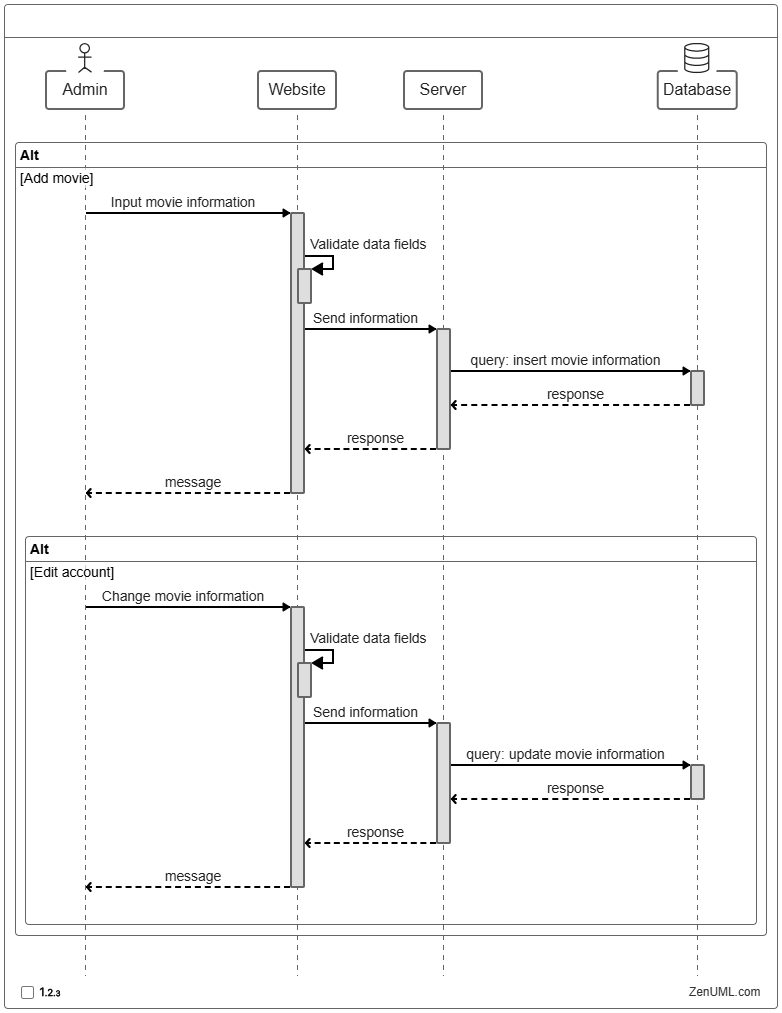 Admin
Website
Server
Database
Alt
[Add movie]
Input movie information
Validate data fields
Send information
query: insert movie information
response
response
message
Alt
[Edit account]
Change movie information
Validate data fields
Send information
query: update movie information
response
response
message
1.2.3
ZenUML.com